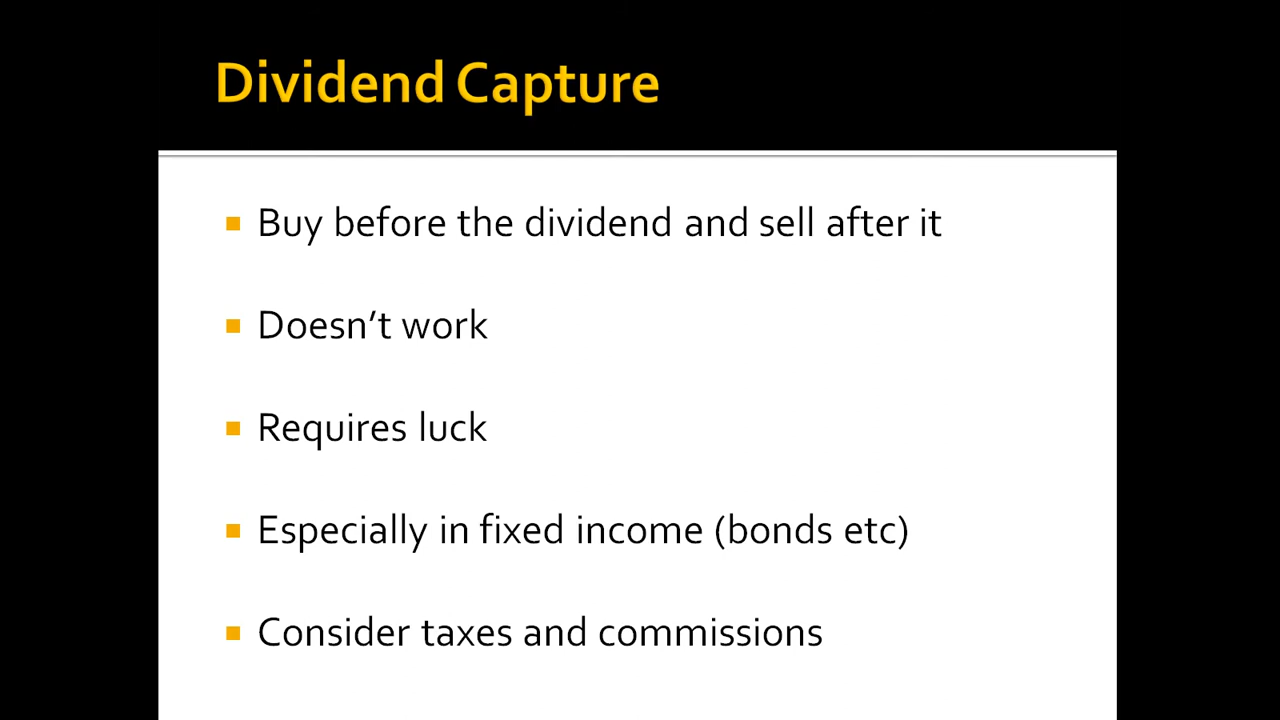 Dividend Capture
Buy before the dividend and sell after it
Doesn’t work
Requires luck
Especially in fixed income (bonds etc)
Consider taxes and commissions